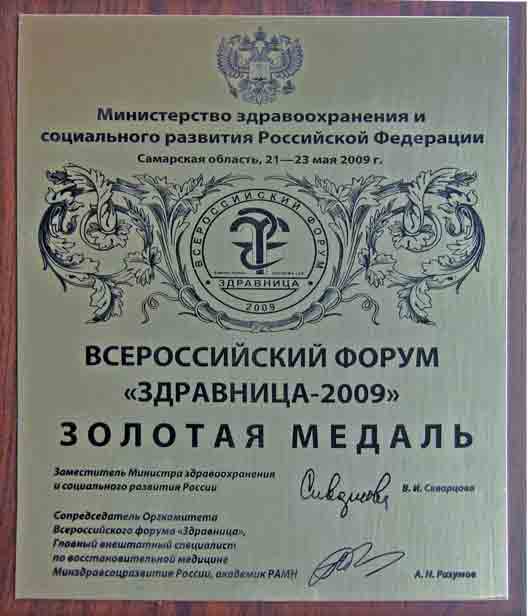 Министерство здравоохранения и
социального развития Российской Федерации
Самарская область, 21—23 мая 2009 г.
ВСЕРОССИЙСКИЙ ФОРУМ
ЗДРАВНИЦА
2009
ВСЕРОССИЙСКИЙ ФОРУМ
«ЗДРАВНИЦА-2009»
ЗОЛОТАЯ МЕДАЛЬ
Заместитель Министра здравоохранения
и социального развития России
В. И. Скварцова
Сопредседатель Оргкомитета
Всероссийского форума «Здравница»,
Главный внештатный специалист
по восстановительной медицине
Минздравсоцразвития России, академик РАМН
А. Н. Разумов